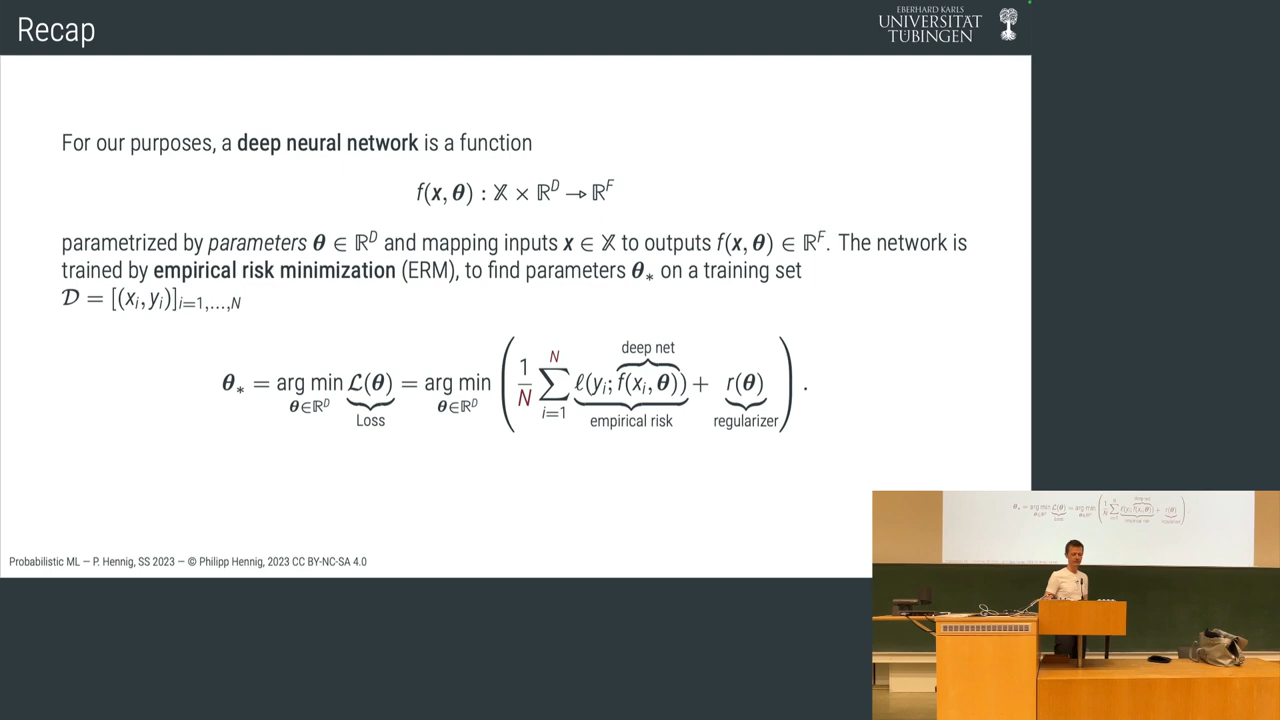 Recap
EBERHARD KARLS
UNIVERSITÄT
TÜBINGEN
For our purposes, a deep neural network is a function
f(x, θ) : 𝕏 × ℝ^D → ℝ^F
parametrized by parameters θ ∈ ℝ^D and mapping inputs x ∈ 𝕏 to outputs f(x, θ) ∈ ℝ^F. The network is
trained by empirical risk minimization (ERM), to find parameters θ_* on a training set
𝒟 = [(x_i, y_i)]_{i=1,...,N}
θ_* = arg min_{θ∈ℝ^D} ℒ(θ) = arg min_{θ∈ℝ^D} ( 1/N ∑_{i=1}^N ℓ(y_i; f(x_i, θ)) + r(θ) ) .
deep net
Loss
empirical risk
regularizer
Probabilistic ML — P. Hennig, SS 2023 — © Philipp Hennig, 2023 CC BY-NC-SA 4.0